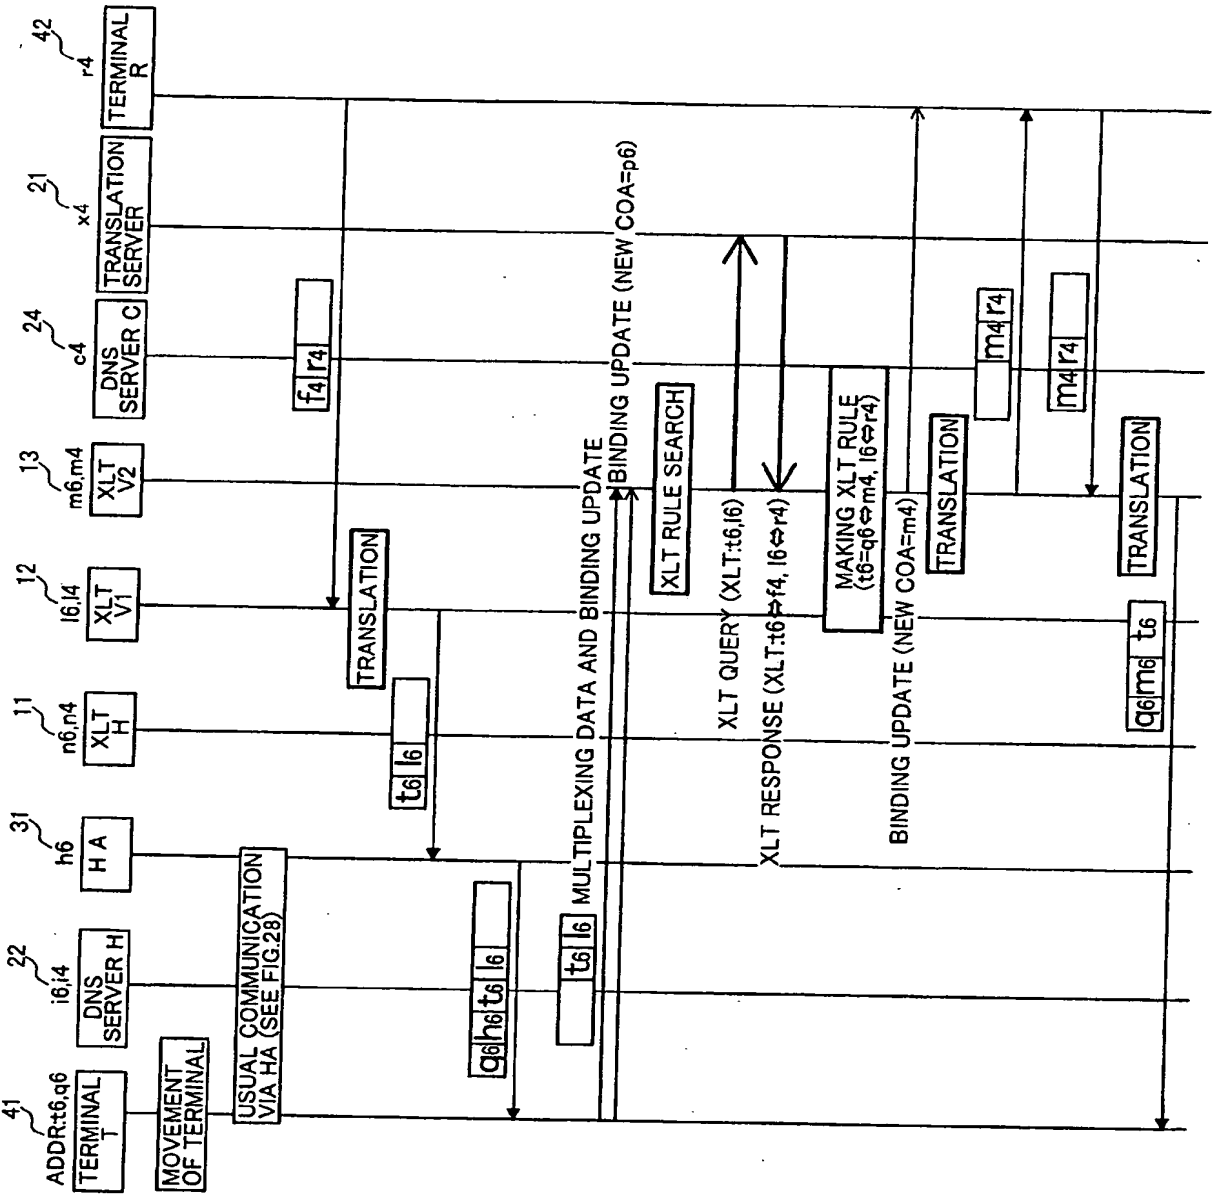 41
ADDR:t6,q6
TERMINAL
T
22
i6,i4
DNS
SERVER H
31
h6
H A
11
n6,n4
XLT
H
12
l6,l4
XLT
V1
13
m6,m4
XLT
V2
24
c4
DNS
SERVER C
21
x4
TRANSLATION
SERVER
42
r4
TERMINAL
R
MOVEMENT
OF TERMINAL
USUAL COMMUNICATION
VIA HA (SEE FIG.28)
f4 r4
TRANSLATION
t6 l6
q6 h6 t6 l6
t6 l6
MULTIPLEXING DATA AND BINDING UPDATE
BINDING UPDATE (NEW COA=p6)
XLT RULE SEARCH
XLT QUERY (XLT:t6,l6)
XLT RESPONSE (XLT:t6⇔f4, l6⇔r4)
MAKING XLT RULE
(t6=q6⇔m4, l6⇔r4)
BINDING UPDATE (NEW COA=m4)
TRANSLATION
m4 r4
m4 r4
TRANSLATION
q6 m6 t6